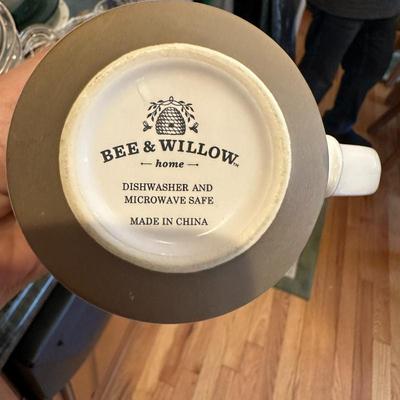 BEE & WILLOW™
home
DISHWASHER AND
MICROWAVE SAFE
MADE IN CHINA